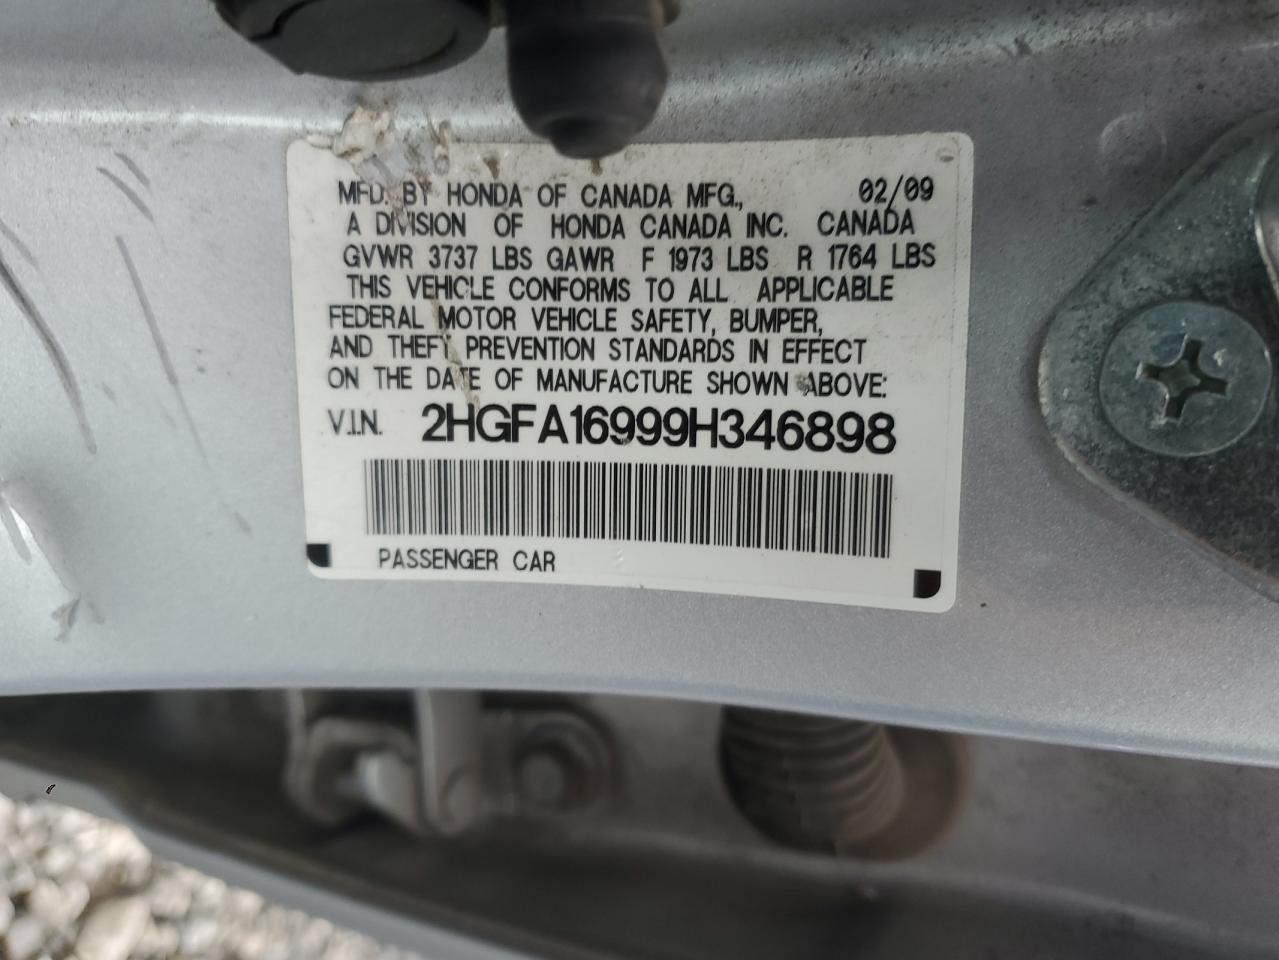 MFD. BY HONDA OF CANADA MFG., 02/09
A DIVISION OF HONDA CANADA INC. CANADA
GVWR 3737 LBS GAWR F 1973 LBS R 1764 LBS
THIS VEHICLE CONFORMS TO ALL APPLICABLE
FEDERAL MOTOR VEHICLE SAFETY, BUMPER,
AND THEFT PREVENTION STANDARDS IN EFFECT
ON THE DATE OF MANUFACTURE SHOWN ABOVE:
V.I.N. 2HGFA16999H346898
PASSENGER CAR